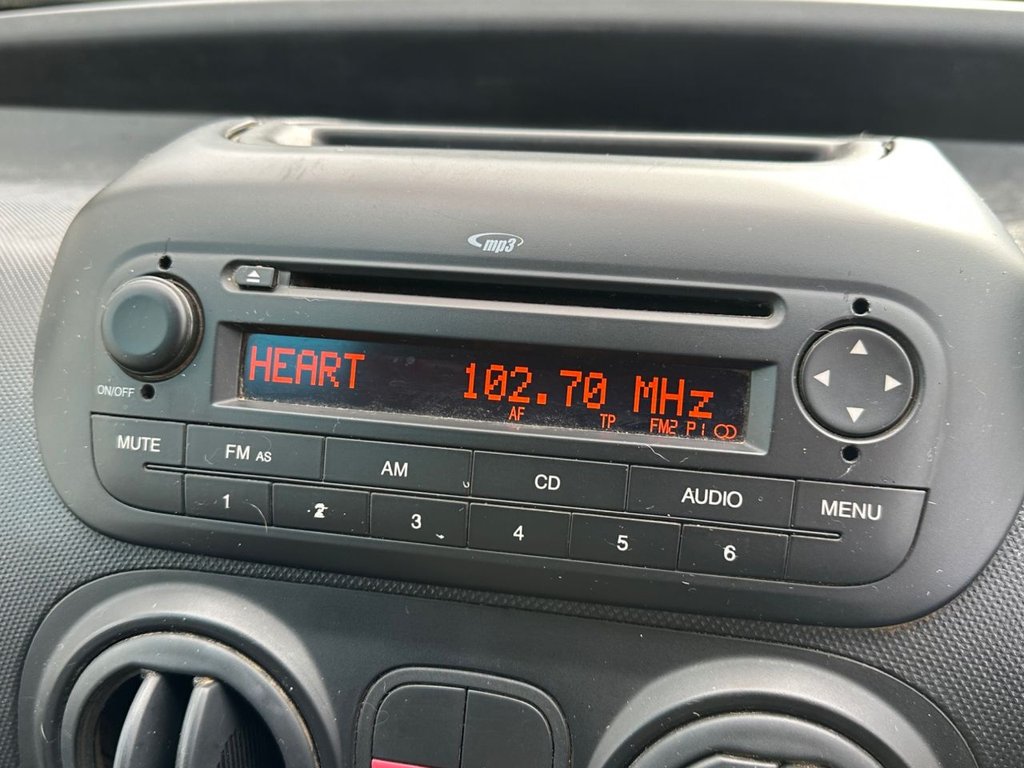 mp3
HEART 102.70 MHz
AF TP FM2 P1
ON/OFF
MUTE FM AS AM CD AUDIO MENU
1 2 3 4 5 6